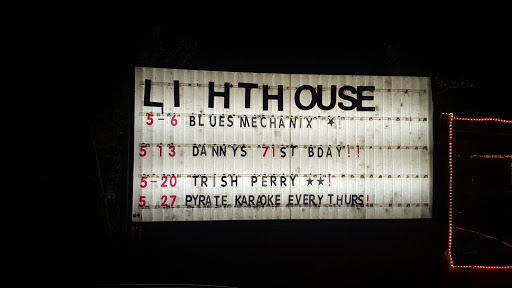 LI HTHOUSE
5-6 BLUES MECHANIX ★
5 13 DANNYS 71ST BDAY!!
5-20 TRISH PERRY ★★!
5 27 PYRATE KARAOKE EVERY THURS!